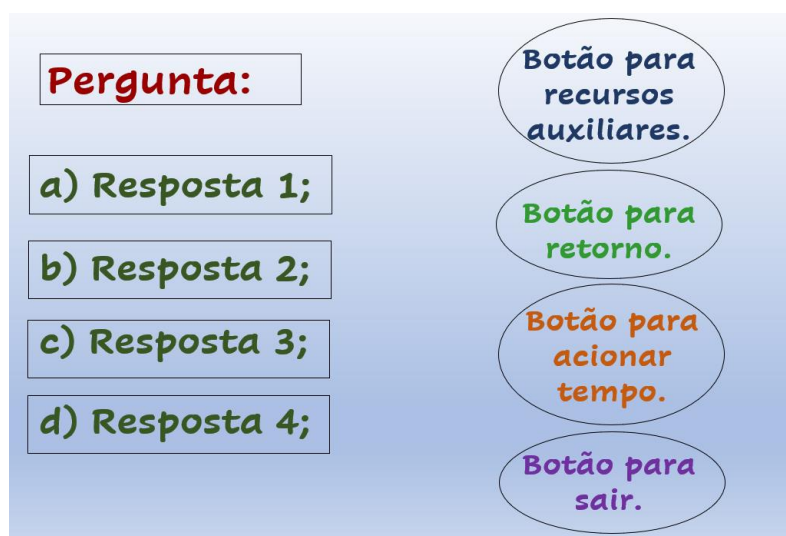 Pergunta:
a) Resposta 1;
b) Resposta 2;
c) Resposta 3;
d) Resposta 4;
Botão para
recursos
auxiliares.
Botão para
retorno.
Botão para
acionar
tempo.
Botão para
sair.